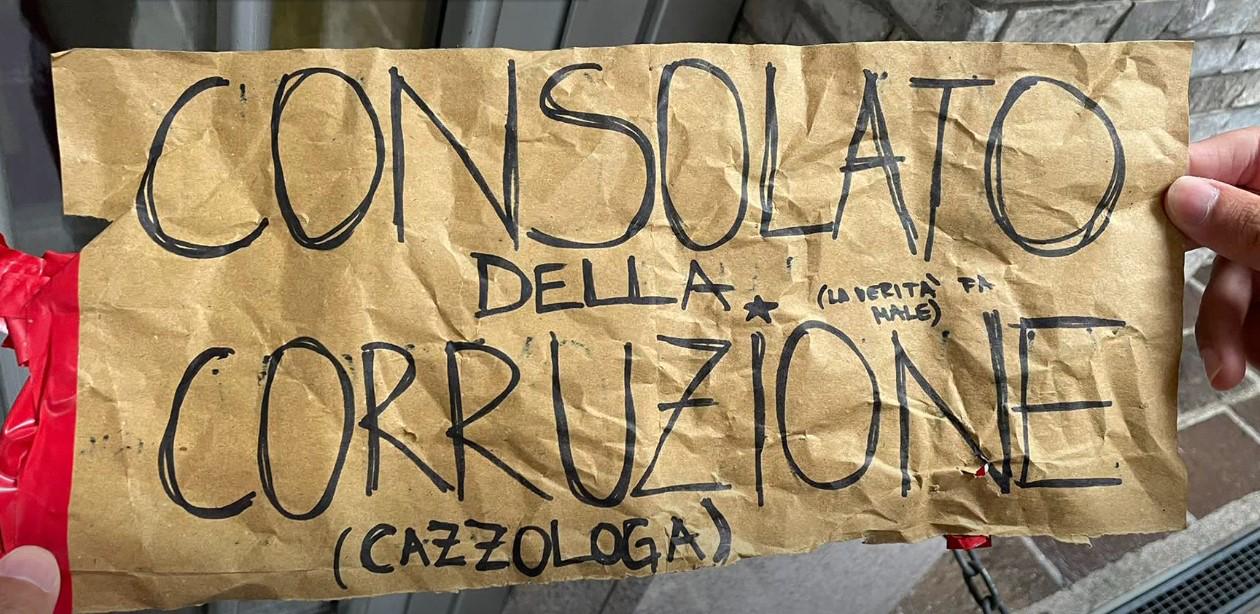 CONSOLATO
DELLA
(LA VERITÀ FA
MALE)
CORRUZIONE
(CAZZOLOGA)